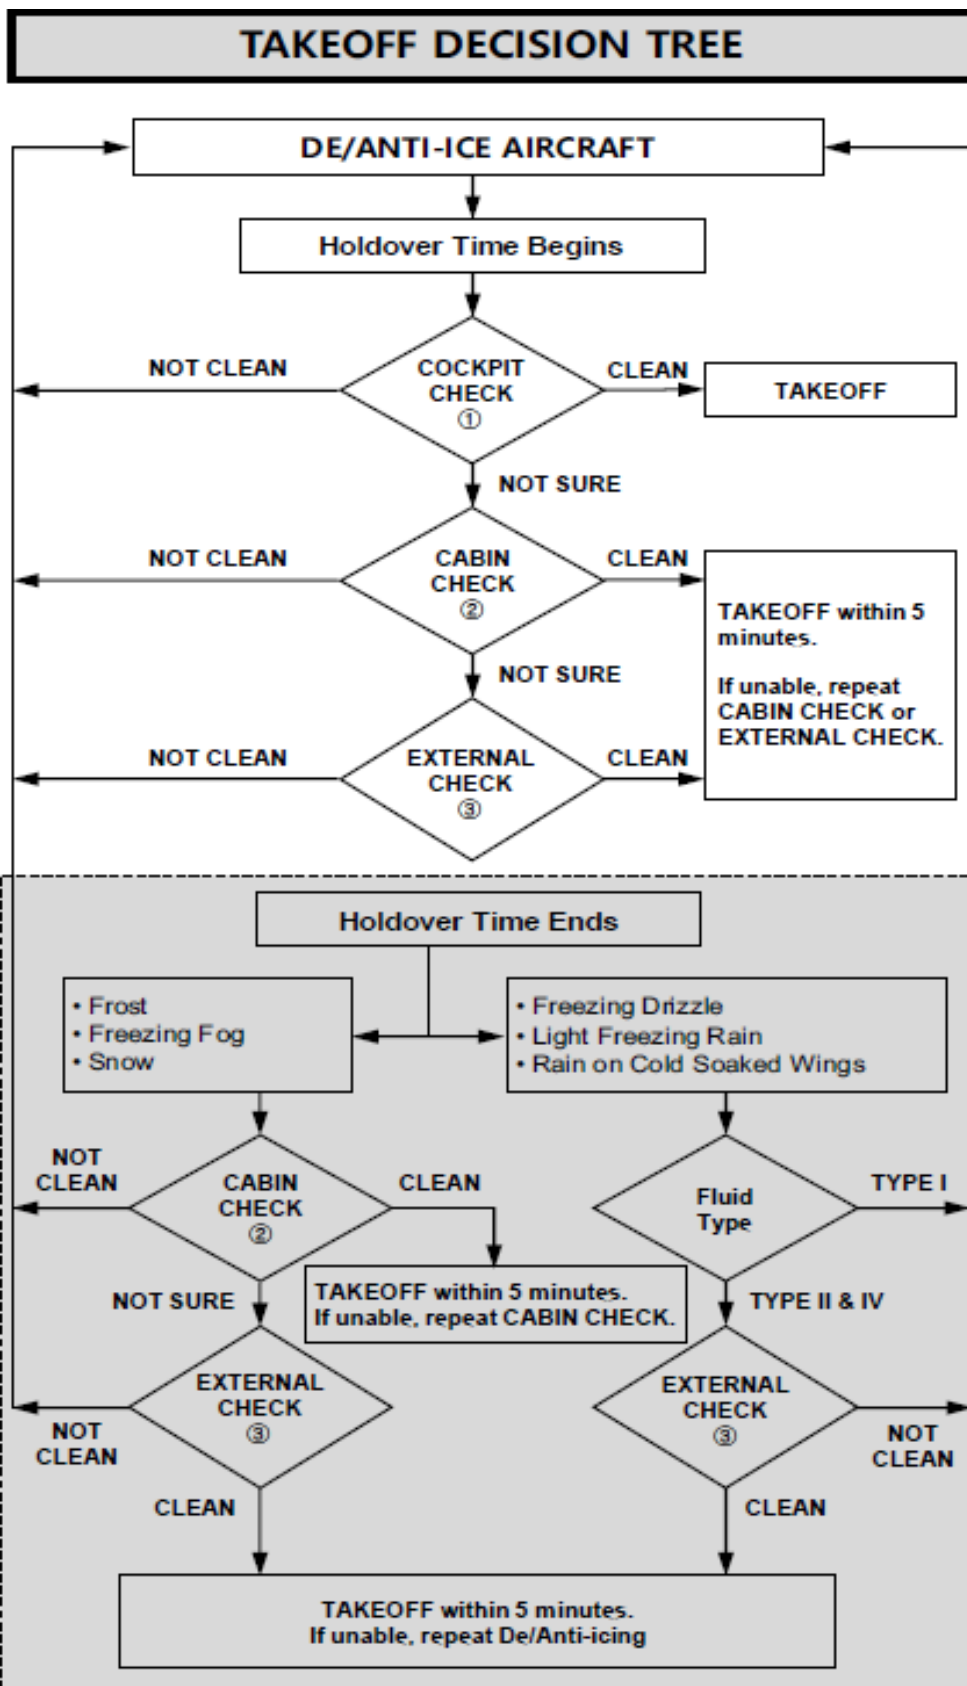 TAKEOFF DECISION TREE
DE/ANTI-ICE AIRCRAFT
Holdover Time Begins
NOT CLEAN
COCKPIT
CHECK
①
CLEAN
TAKEOFF
NOT SURE
NOT CLEAN
CABIN
CHECK
②
CLEAN
TAKEOFF within 5
minutes.
If unable, repeat
CABIN CHECK or
EXTERNAL CHECK.
NOT SURE
NOT CLEAN
EXTERNAL
CHECK
③
CLEAN
Holdover Time Ends
• Frost
• Freezing Fog
• Snow
• Freezing Drizzle
• Light Freezing Rain
• Rain on Cold Soaked Wings
NOT
CLEAN
CABIN
CHECK
②
CLEAN
Fluid
Type
TYPE I
TAKEOFF within 5 minutes.
If unable, repeat CABIN CHECK.
NOT SURE
TYPE II & IV
EXTERNAL
CHECK
③
NOT
CLEAN
EXTERNAL
CHECK
③
NOT
CLEAN
CLEAN
CLEAN
TAKEOFF within 5 minutes.
If unable, repeat De/Anti-icing